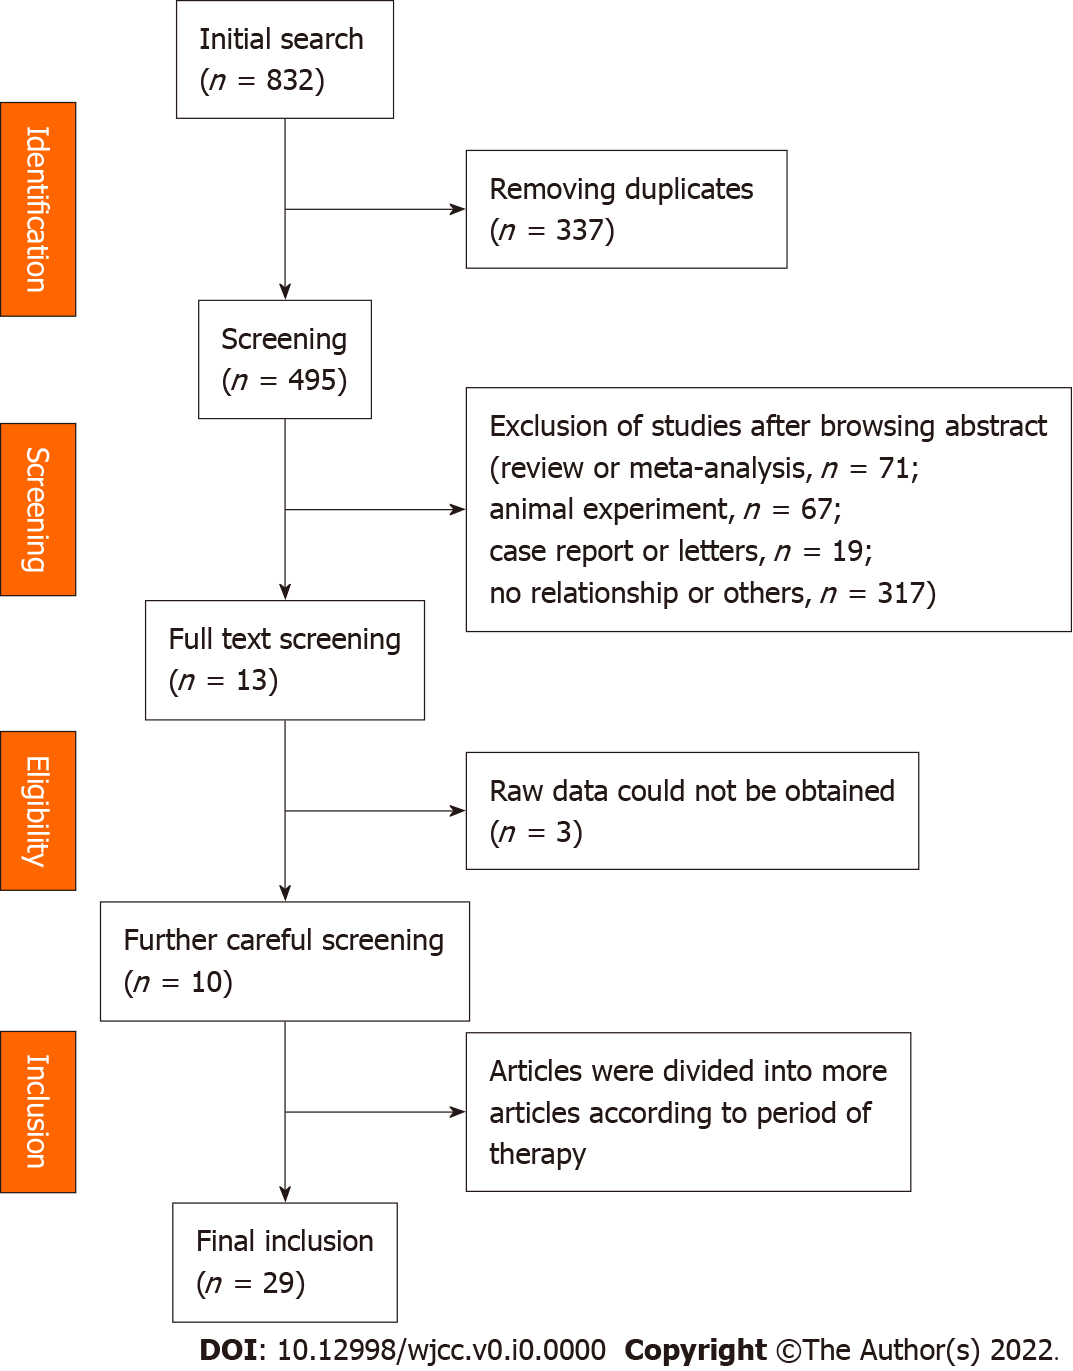 Initial search
(n = 832)
Identification
Removing duplicates
(n = 337)
Screening
(n = 495)
Screening
Exclusion of studies after browsing abstract
(review or meta-analysis, n = 71;
animal experiment, n = 67;
case report or letters, n = 19;
no relationship or others, n = 317)
Full text screening
(n = 13)
Eligibility
Raw data could not be obtained
(n = 3)
Further careful screening
(n = 10)
Inclusion
Articles were divided into more
articles according to period of
therapy
Final inclusion
(n = 29)
DOI: 10.12998/wjcc.v0.i0.0000 Copyright ©The Author(s) 2022.